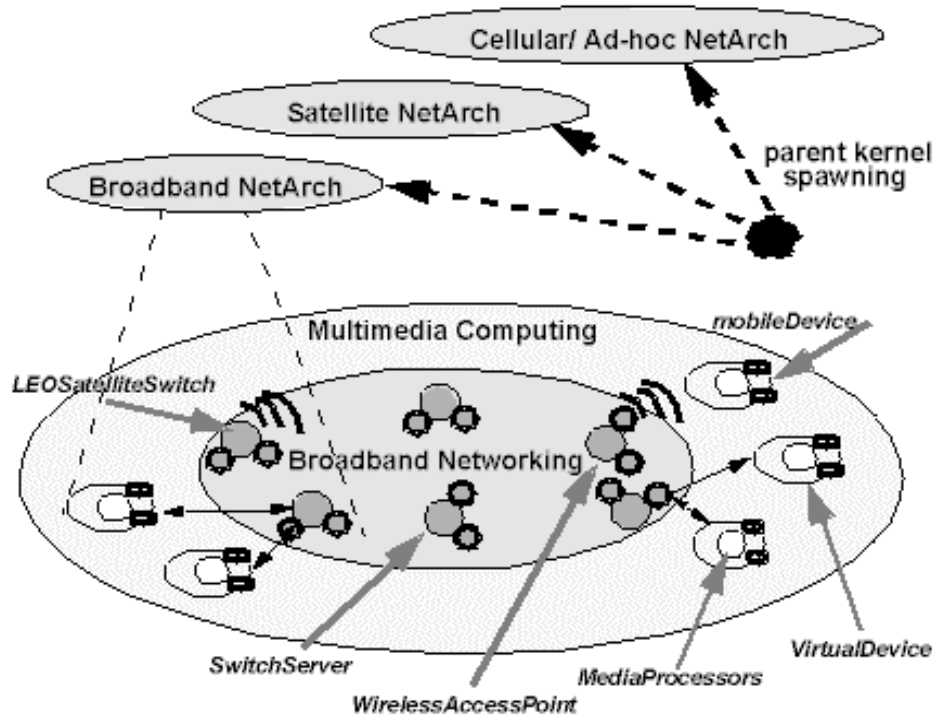 Cellular/ Ad-hoc NetArch
Satellite NetArch
parent kernel
spawning
Broadband NetArch
Multimedia Computing
mobileDevice
LEOSatelliteSwitch
Broadband Networking
SwitchServer
WirelessAccessPoint
MediaProcessors
VirtualDevice